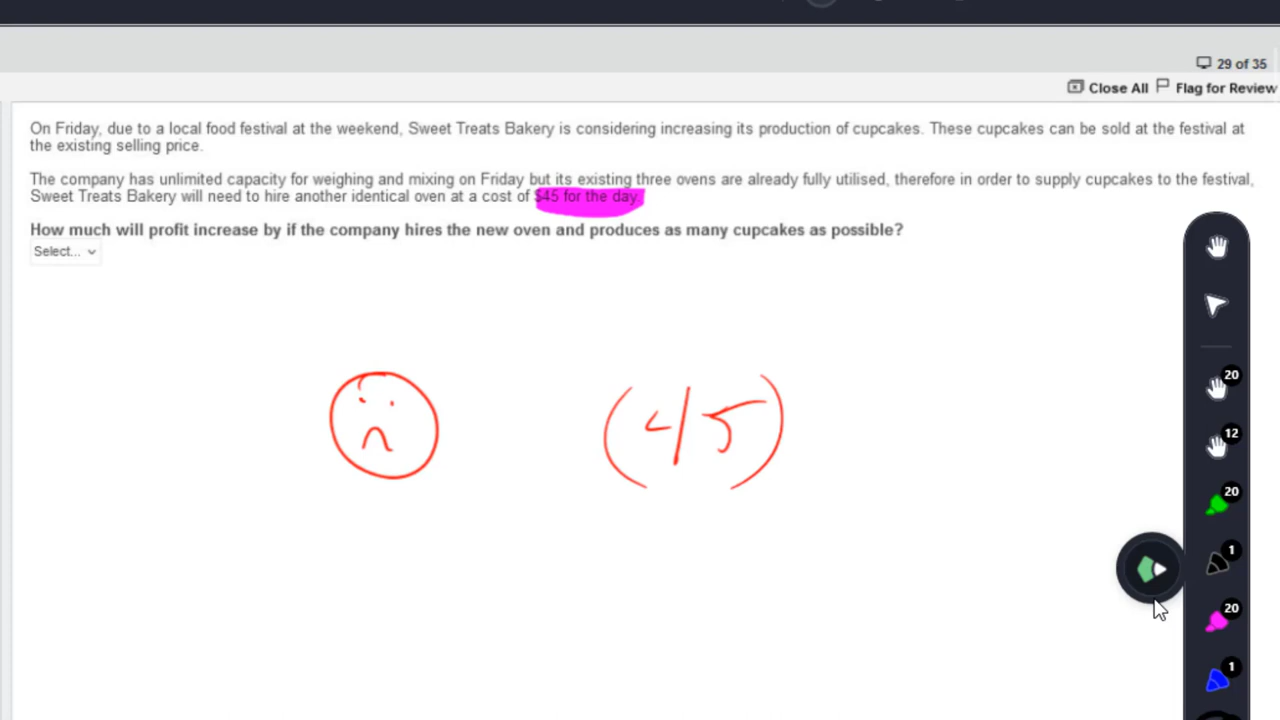 29 of 35
Close All Flag for Review
On Friday, due to a local food festival at the weekend, Sweet Treats Bakery is considering increasing its production of cupcakes. These cupcakes can be sold at the festival at
the existing selling price.
The company has unlimited capacity for weighing and mixing on Friday but its existing three ovens are already fully utilised, therefore in order to supply cupcakes to the festival,
Sweet Treats Bakery will need to hire another identical oven at a cost of $45 for the day.
How much will profit increase by if the company hires the new oven and produces as many cupcakes as possible?
Select...
(45)
20
12
20
1
20
1